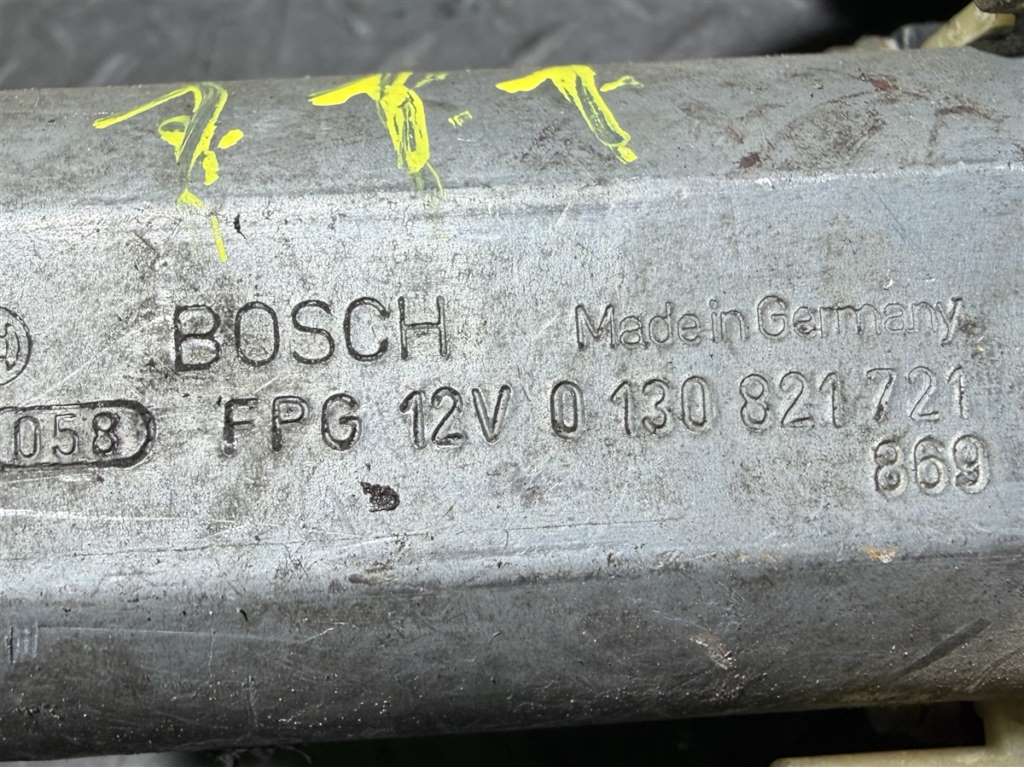 BOSCH Made in Germany
058 FPG 12V 0 130 821 721
869